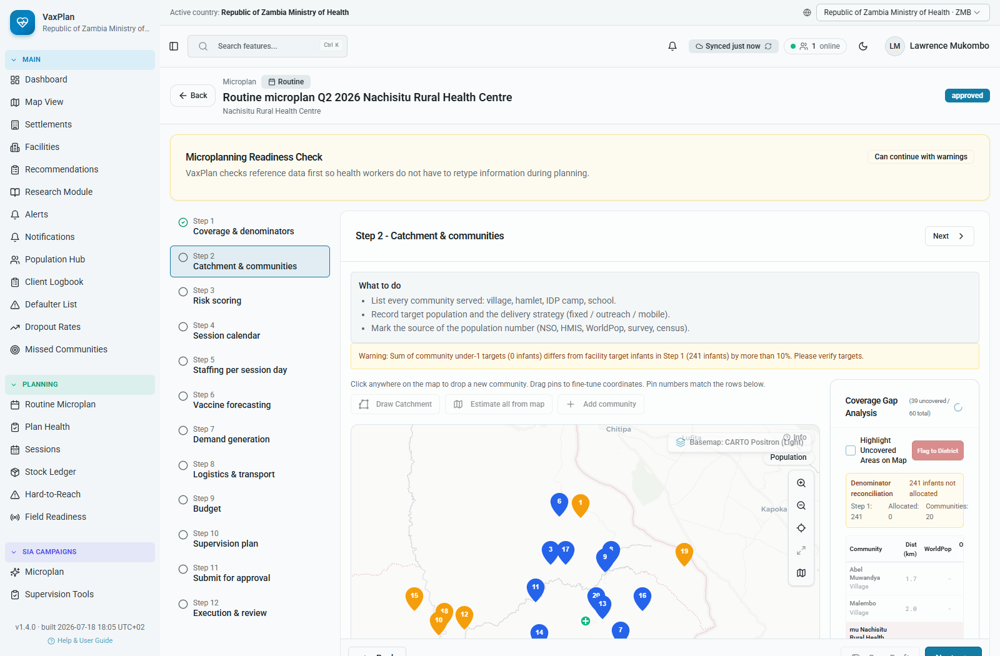 VaxPlan
Republic of Zambia Ministry of...
MAIN
Dashboard
Map View
Settlements
Facilities
Recommendations
Research Module
Alerts
Notifications
Population Hub
Client Logbook
Defaulter List
Dropout Rates
Missed Communities
PLANNING
Routine Microplan
Plan Health
Sessions
Stock Ledger
Hard-to-Reach
Field Readiness
SIA CAMPAIGNS
Microplan
Supervision Tools
v1.4.0 · built 2026-07-18 18:05 UTC+02
Help & User Guide
Active country: Republic of Zambia Ministry of Health
Republic of Zambia Ministry of Health · ZMB
Search features...
Ctrl K
Synced just now
1 online
LM
Lawrence Mukombo
Back
Microplan
Routine
Routine microplan Q2 2026 Nachisitu Rural Health Centre
Nachisitu Rural Health Centre
approved
Microplanning Readiness Check
VaxPlan checks reference data first so health workers do not have to retype information during planning.
Can continue with warnings
Step 1
Coverage & denominators
Step 2
Catchment & communities
Step 3
Risk scoring
Step 4
Session calendar
Step 5
Staffing per session day
Step 6
Vaccine forecasting
Step 7
Demand generation
Step 8
Logistics & transport
Step 9
Budget
Step 10
Supervision plan
Step 11
Submit for approval
Step 12
Execution & review
Step 2 - Catchment & communities
Next
What to do
• List every community served: village, hamlet, IDP camp, school.
• Record target population and the delivery strategy (fixed / outreach / mobile).
• Mark the source of the population number (NSO, HMIS, WorldPop, survey, census).
Warning: Sum of community under-1 targets (0 infants) differs from facility target infants in Step 1 (241 infants) by more than 10%. Please verify targets.
Click anywhere on the map to drop a new community. Drag pins to fine-tune coordinates. Pin numbers match the rows below.
Draw Catchment
Estimate all from map
Add community
Chitipa
Lufita
Info
Basemap: CARTO Positron (Light)
Population
Kapoka
6
1
3
17
8
9
19
11
20
13
16
15
18
10
12
14
7
Coverage Gap Analysis
(39 uncovered / 60 total)
Highlight Uncovered Areas on Map
Flag to District
Denominator reconciliation
241 infants not allocated
Step 1: 241
Allocated: 0
Communities: 20
Community
Dist (km)
WorldPop
O
Abel Muwandya
Village
1.7
–
Malembo
Village
2.0
–
mu Nachisitu
Rural Health